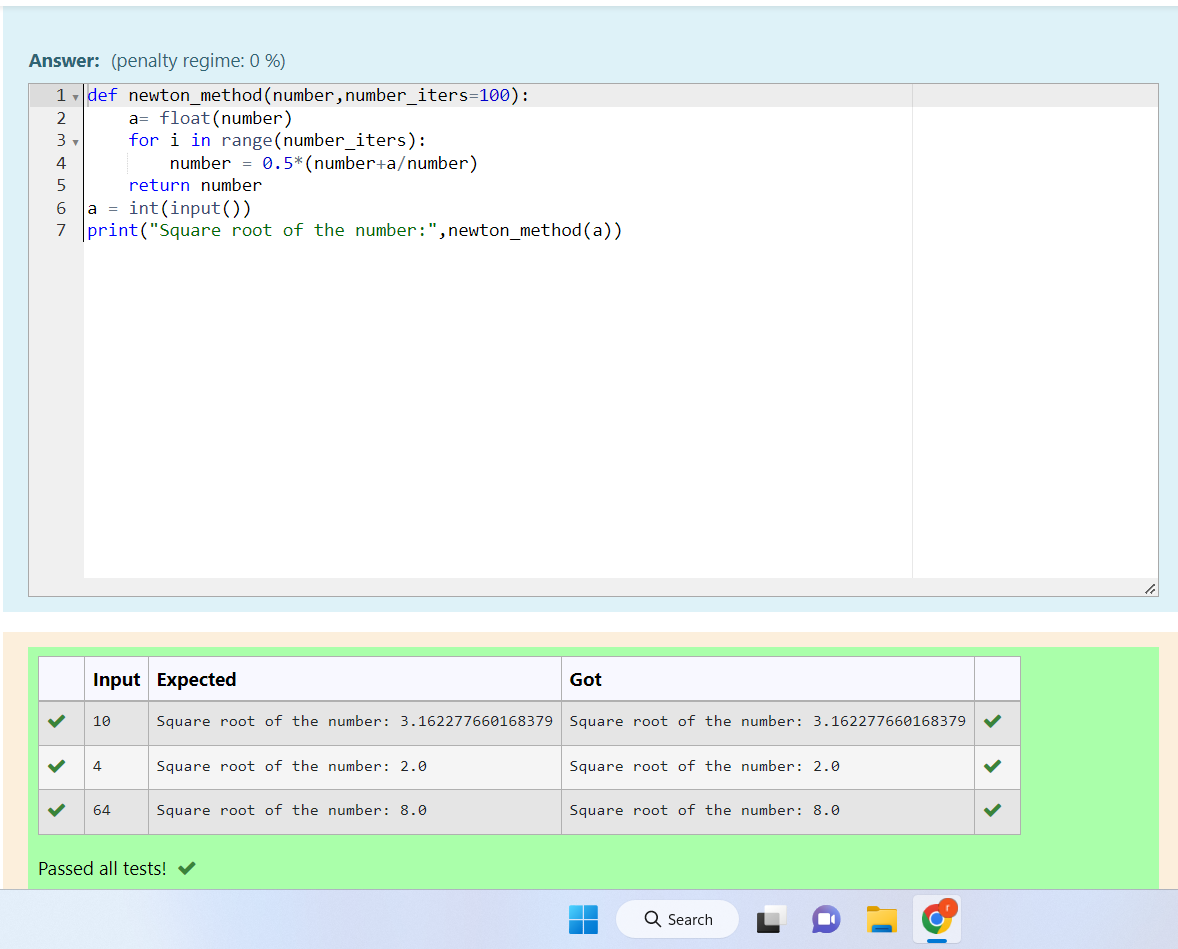 Answer: (penalty regime: 0 %)
1 def newton_method(number,number_iters=100):
2     a= float(number)
3     for i in range(number_iters):
4         number = 0.5*(number+a/number)
5     return number
6 a = int(input())
7 print("Square root of the number:",newton_method(a))
Input Expected Got
10 Square root of the number: 3.162277660168379 Square root of the number: 3.162277660168379
4 Square root of the number: 2.0 Square root of the number: 2.0
64 Square root of the number: 8.0 Square root of the number: 8.0
Passed all tests!
Search
r